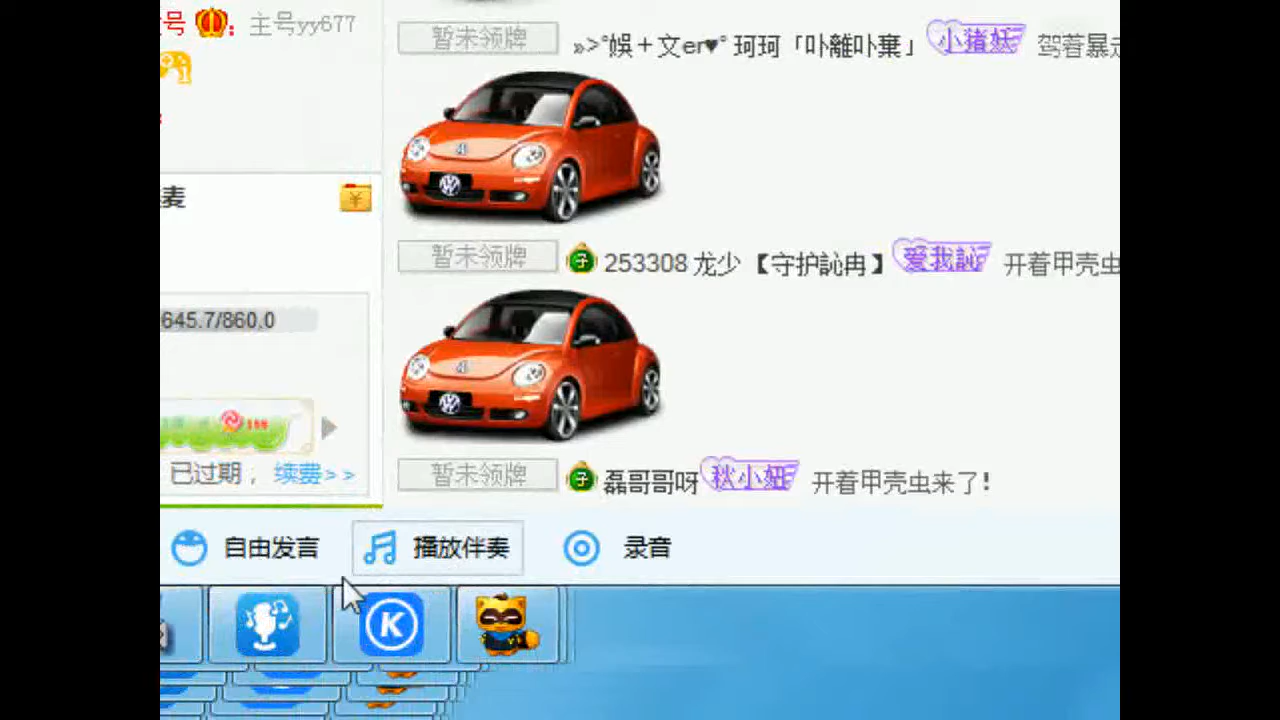 号 : 主号yy677
暂未领牌 »>°娱+文er♥° 珂珂「卟離卟棄」 小猪妖 驾着暴走
麦
暂未领牌 子 253308 龙少 【守护訫冉】 爱我訫 开着甲壳虫
645.7/860.0
已过期， 续费>>
暂未领牌 子 磊哥哥呀 秋小妞 开着甲壳虫来了!
自由发言 播放伴奏 录音
K